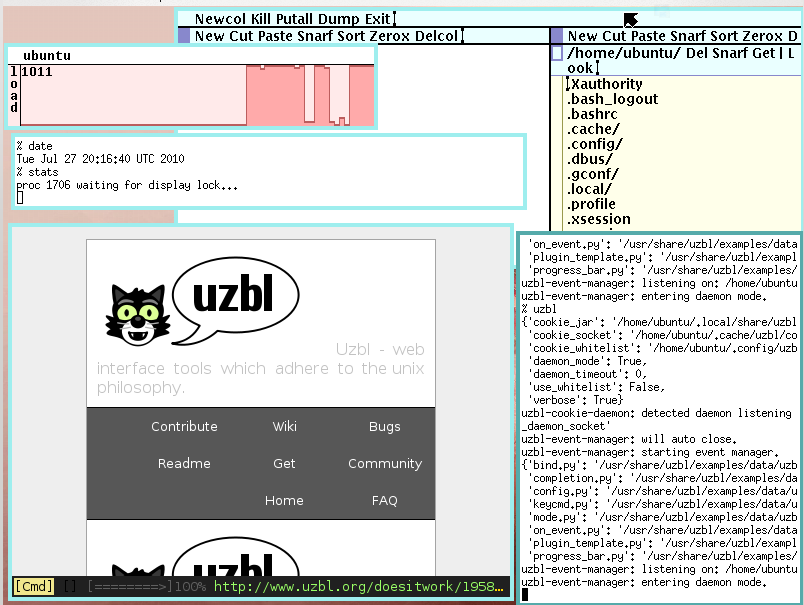 Newcol Kill Putall Dump Exit
New Cut Paste Snarf Sort Zerox Delcol
New Cut Paste Snarf Sort Zerox D
/home/ubuntu/ Del Snarf Get | L
ook
.Xauthority
.bash_logout
.bashrc
.cache/
.config/
.dbus/
.gconf/
.local/
.profile
.xsession
ubuntu
load
1011
% date
Tue Jul 27 20:16:40 UTC 2010
% stats
proc 1706 waiting for display lock...
uzbl
Uzbl - web
interface tools which adhere to the unix
philosophy.
Contribute Wiki Bugs
Readme Get Community
Home FAQ
uzbl
[Cmd] [] [========>]100% http://www.uzbl.org/doesitwork/1958…
'on_event.py': '/usr/share/uzbl/examples/data
'plugin_template.py': '/usr/share/uzbl/exampl
'progress_bar.py': '/usr/share/uzbl/examples/
uzbl-event-manager: listening on: /home/ubuntu
uzbl-event-manager: entering daemon mode.
% uzbl
{'cookie_jar': '/home/ubuntu/.local/share/uzbl
'cookie_socket': '/home/ubuntu/.cache/uzbl/co
'cookie_whitelist': '/home/ubuntu/.config/uzb
'daemon_mode': True,
'daemon_timeout': 0,
'use_whitelist': False,
'verbose': True}
uzbl-cookie-daemon: detected daemon listening
_daemon_socket'
uzbl-event-manager: will auto close.
uzbl-event-manager: starting event manager.
{'bind.py': '/usr/share/uzbl/examples/data/uzb
'completion.py': '/usr/share/uzbl/examples/da
'config.py': '/usr/share/uzbl/examples/data/u
'keycmd.py': '/usr/share/uzbl/examples/data/u
'mode.py': '/usr/share/uzbl/examples/data/uzb
'on_event.py': '/usr/share/uzbl/examples/data
'plugin_template.py': '/usr/share/uzbl/exampl
'progress_bar.py': '/usr/share/uzbl/examples/
uzbl-event-manager: listening on: /home/ubuntu
uzbl-event-manager: entering daemon mode.